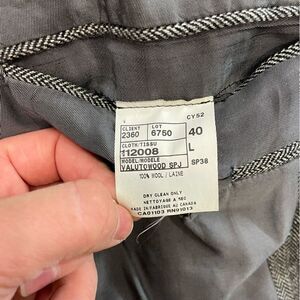 CY52
CLIENT LOT
2360 6750 40
CLOTH/TISSU
112008 L
MODEL/MODELE
VALUTOWOOD SPJ SP38
100% WOOL / LAINE
DRY CLEAN ONLY
NETTOYAGE A SEC
MADE IN/FABRIQUE AU CANADA
CA01103 RN91013